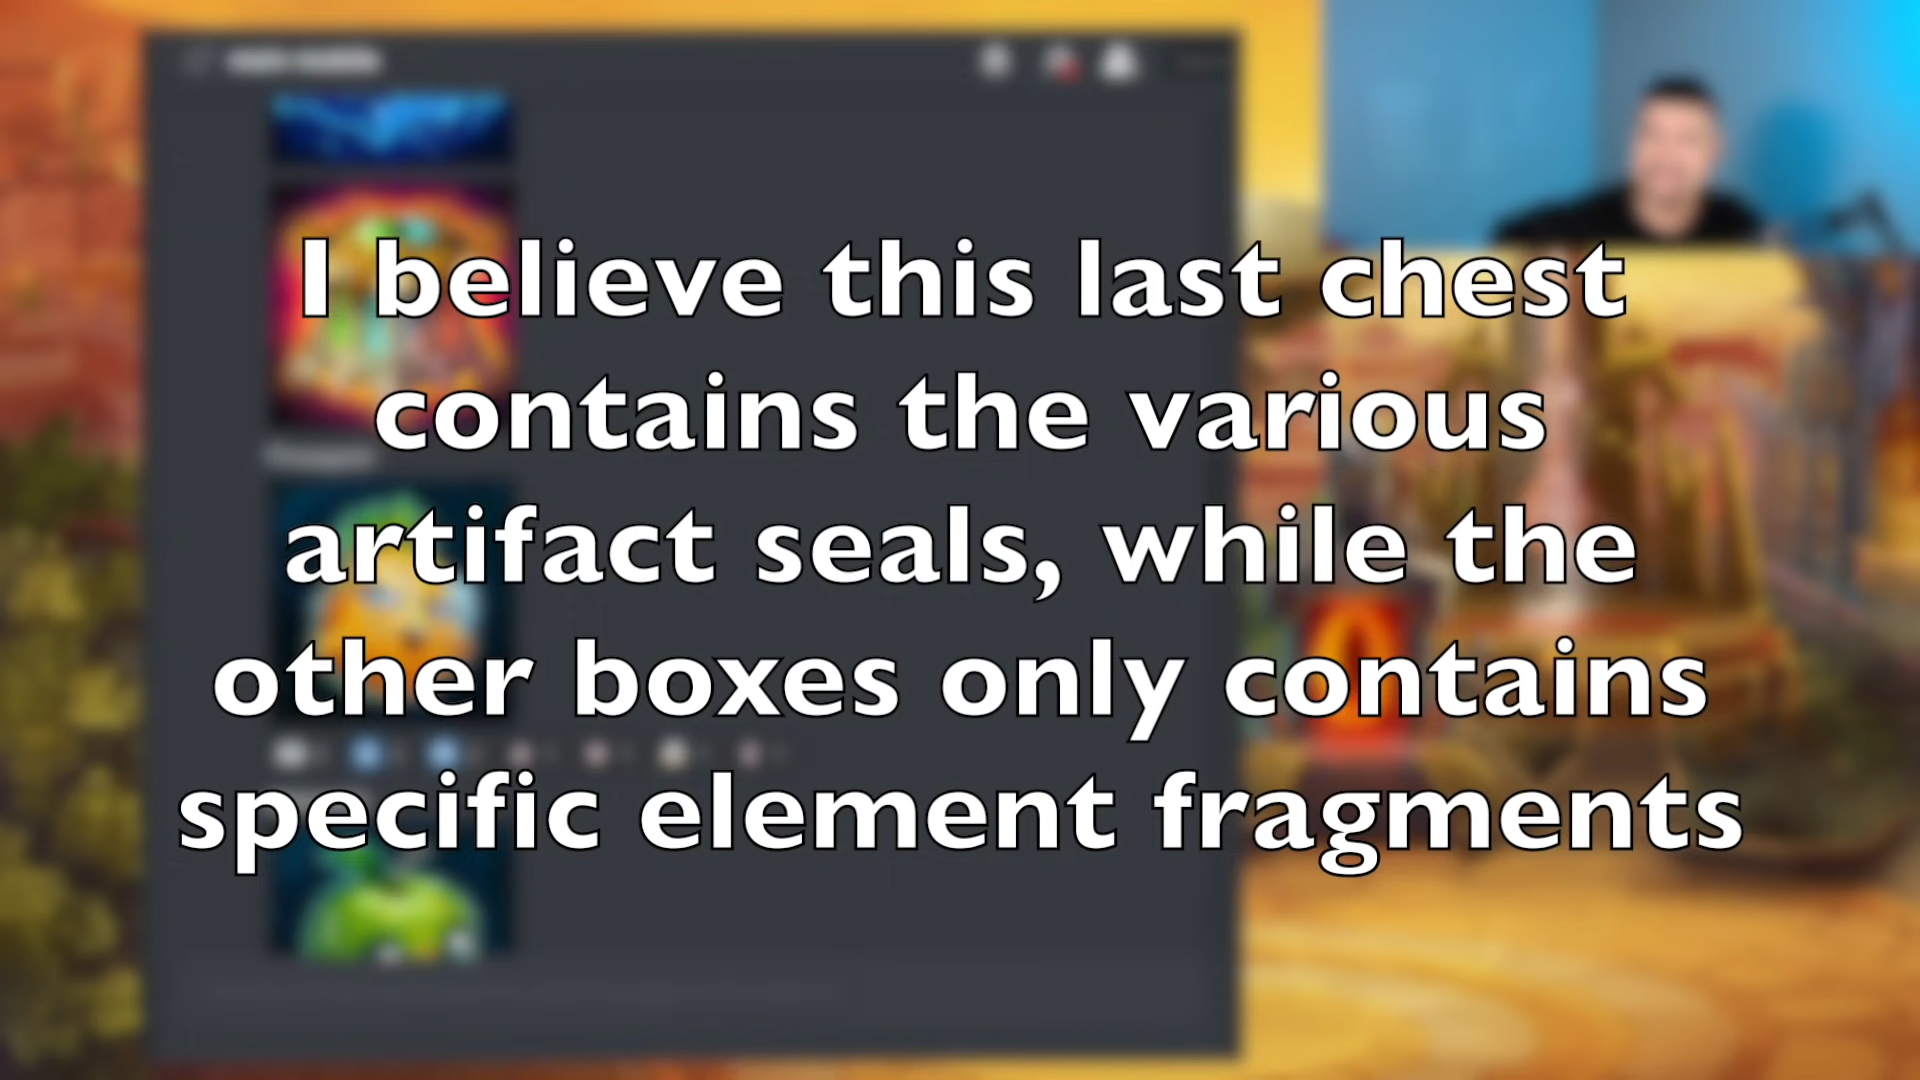 I believe this last chest
contains the various
artifact seals, while the
other boxes only contains
specific element fragments